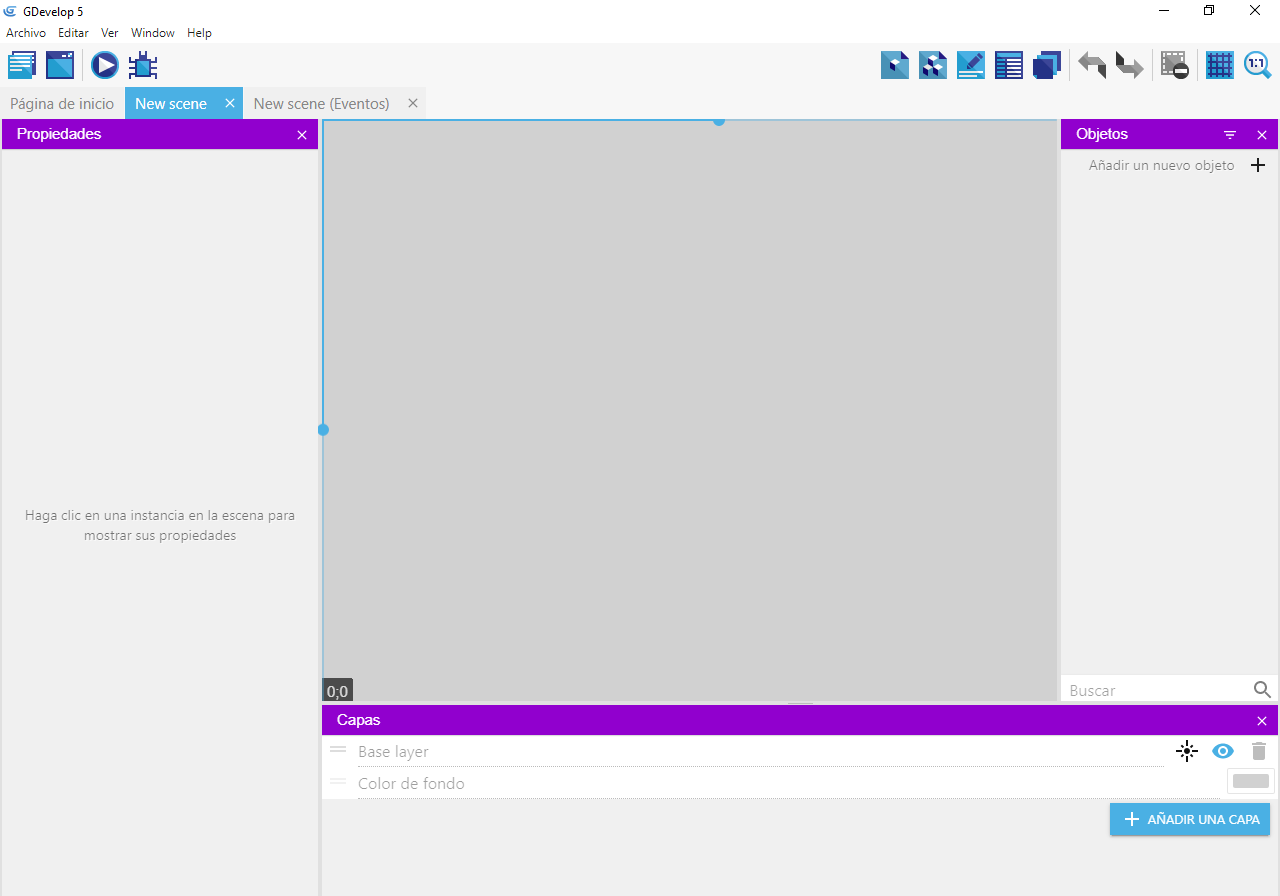 GDevelop 5
Archivo Editar Ver Window Help
1:1
Página de inicio New scene New scene (Eventos)
Propiedades
Objetos
Añadir un nuevo objeto
Haga clic en una instancia en la escena para
mostrar sus propiedades
0;0
Buscar
Capas
Base layer
Color de fondo
AÑADIR UNA CAPA